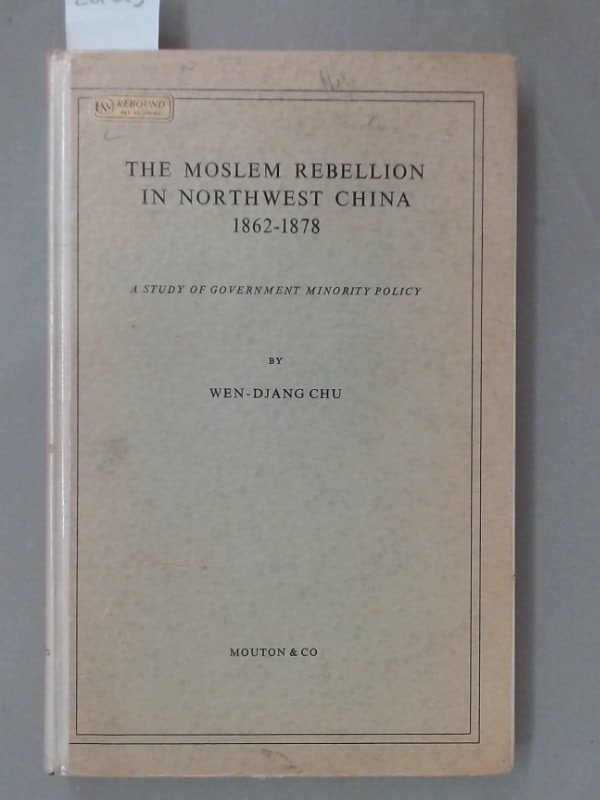 REBOUND
THE MOSLEM REBELLION
IN NORTHWEST CHINA
1862-1878
A STUDY OF GOVERNMENT MINORITY POLICY
BY
WEN-DJANG CHU
MOUTON & CO